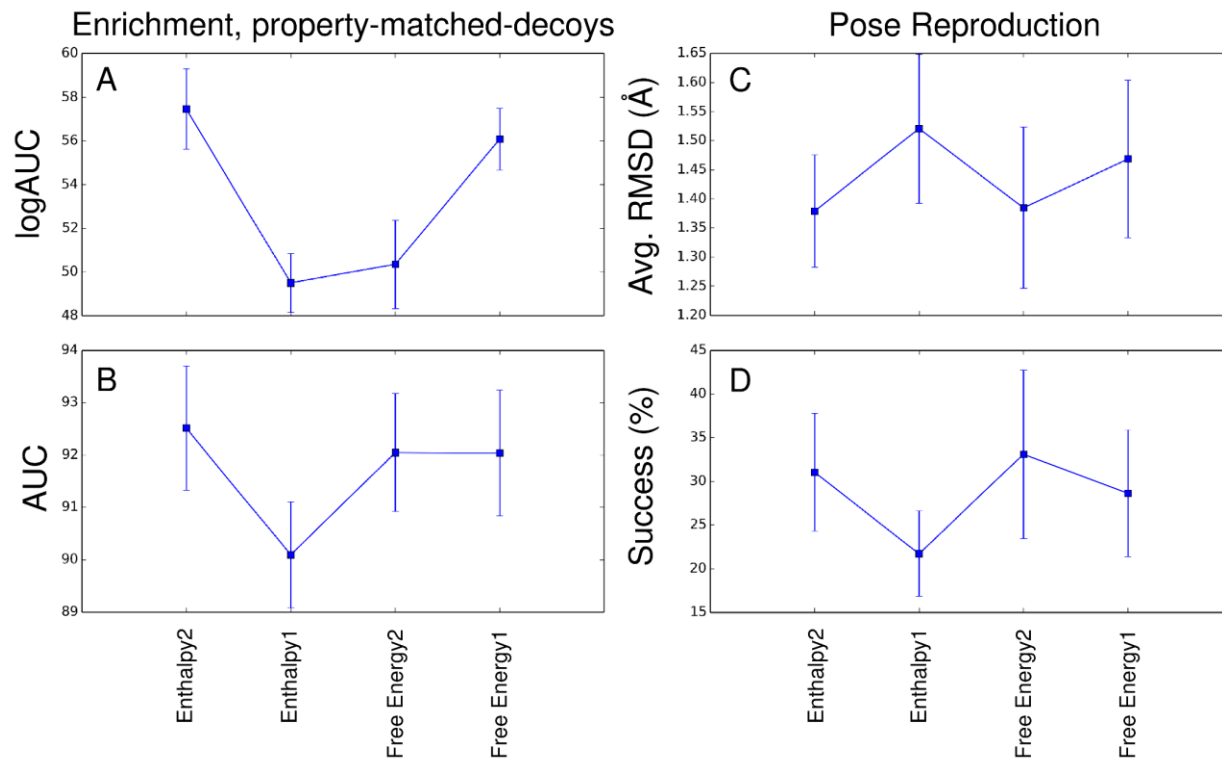 Enrichment, property-matched-decoys
Pose Reproduction
A
logAUC
60
58
56
54
52
50
48
C
Avg. RMSD (Å)
1.65
1.60
1.55
1.50
1.45
1.40
1.35
1.30
1.25
1.20
B
AUC
94
93
92
91
90
89
D
Success (%)
45
40
35
30
25
20
15
Enthalpy2
Enthalpy1
Free Energy2
Free Energy1
Enthalpy2
Enthalpy1
Free Energy2
Free Energy1